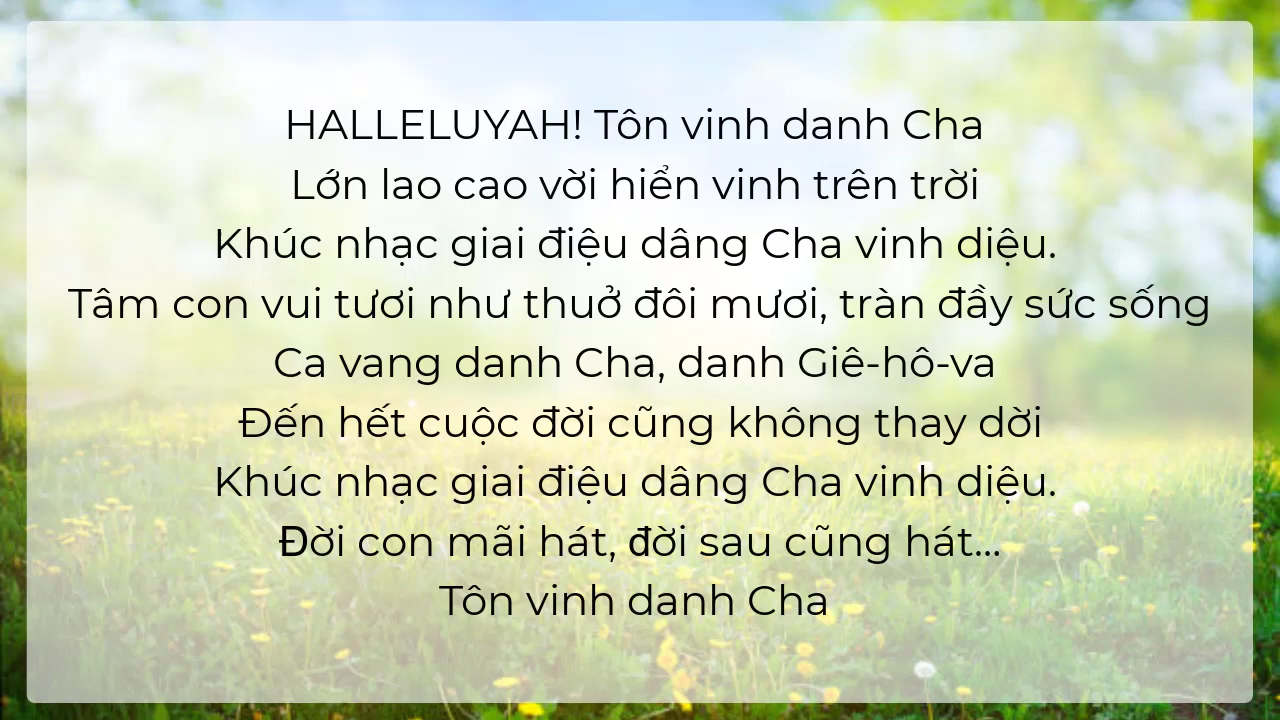 HALLELUYAH! Tôn vinh danh Cha
Lớn lao cao vời hiển vinh trên trời
Khúc nhạc giai điệu dâng Cha vinh diệu.
Tâm con vui tươi như thuở đôi mươi, tràn đầy sức sống
Ca vang danh Cha, danh Giê-hô-va
Đến hết cuộc đời cũng không thay dời
Khúc nhạc giai điệu dâng Cha vinh diệu.
Đời con mãi hát, đời sau cũng hát...
Tôn vinh danh Cha